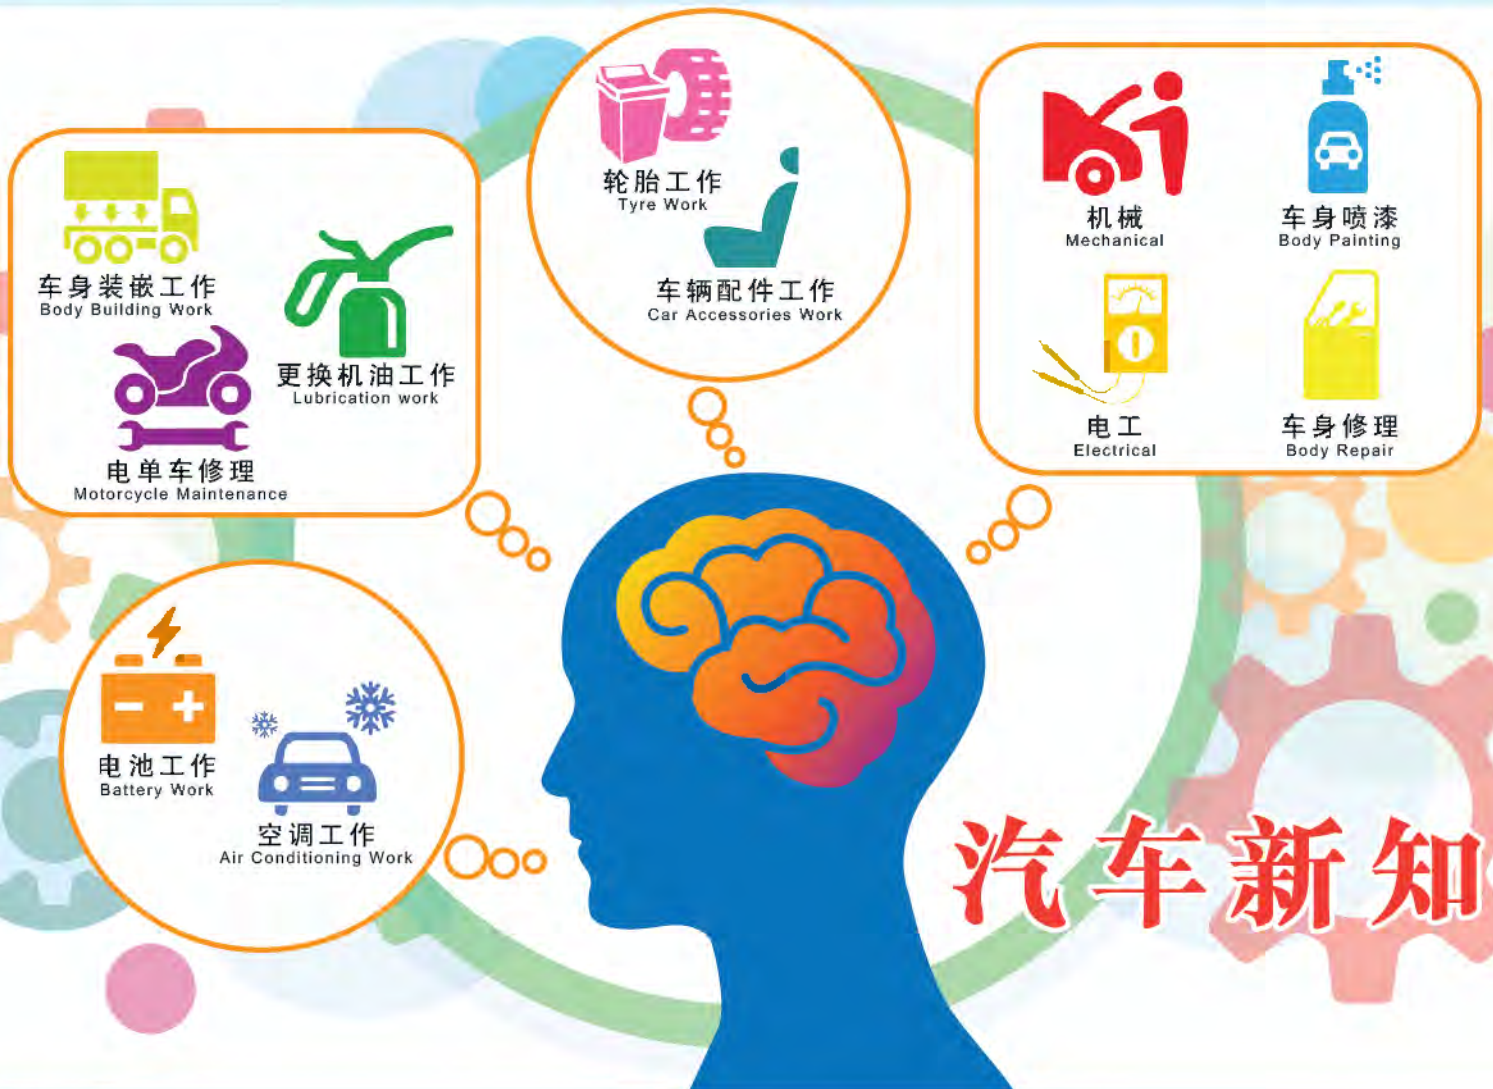 轮胎工作
Tyre Work
车辆配件工作
Car Accessories Work
机械
Mechanical
车身喷漆
Body Painting
电工
Electrical
车身修理
Body Repair
车身装嵌工作
Body Building Work
更换机油工作
Lubrication work
电单车修理
Motorcycle Maintenance
电池工作
Battery Work
空调工作
Air Conditioning Work
汽车新知